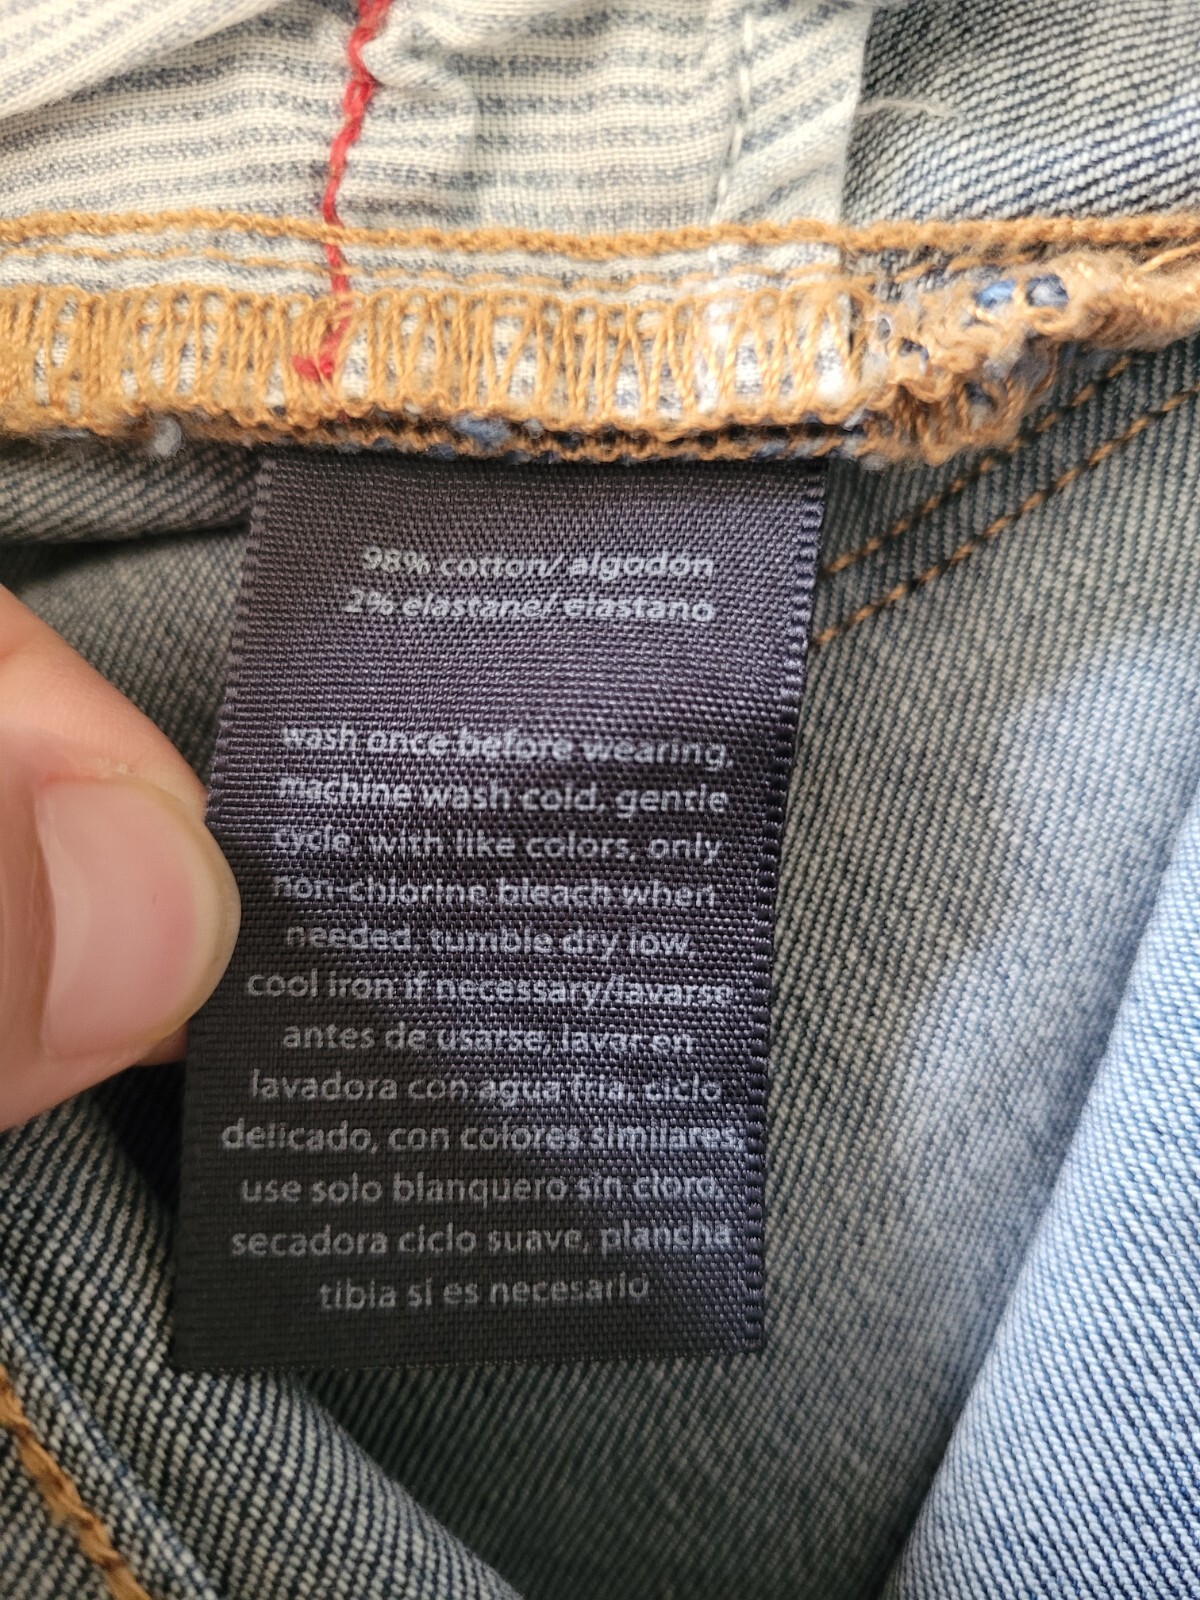 98% cotton/ algodón
2% elastane/ elastano
wash once before wearing,
machine wash cold, gentle
cycle, with like colors, only
non-chlorine bleach when
needed, tumble dry low,
cool iron if necessary/lavarse
antes de usarse, lavar en
lavadora con agua fria, ciclo
delicado, con colores similares,
use solo blanquero sin cloro,
secadora ciclo suave, plancha
tibia si es necesario